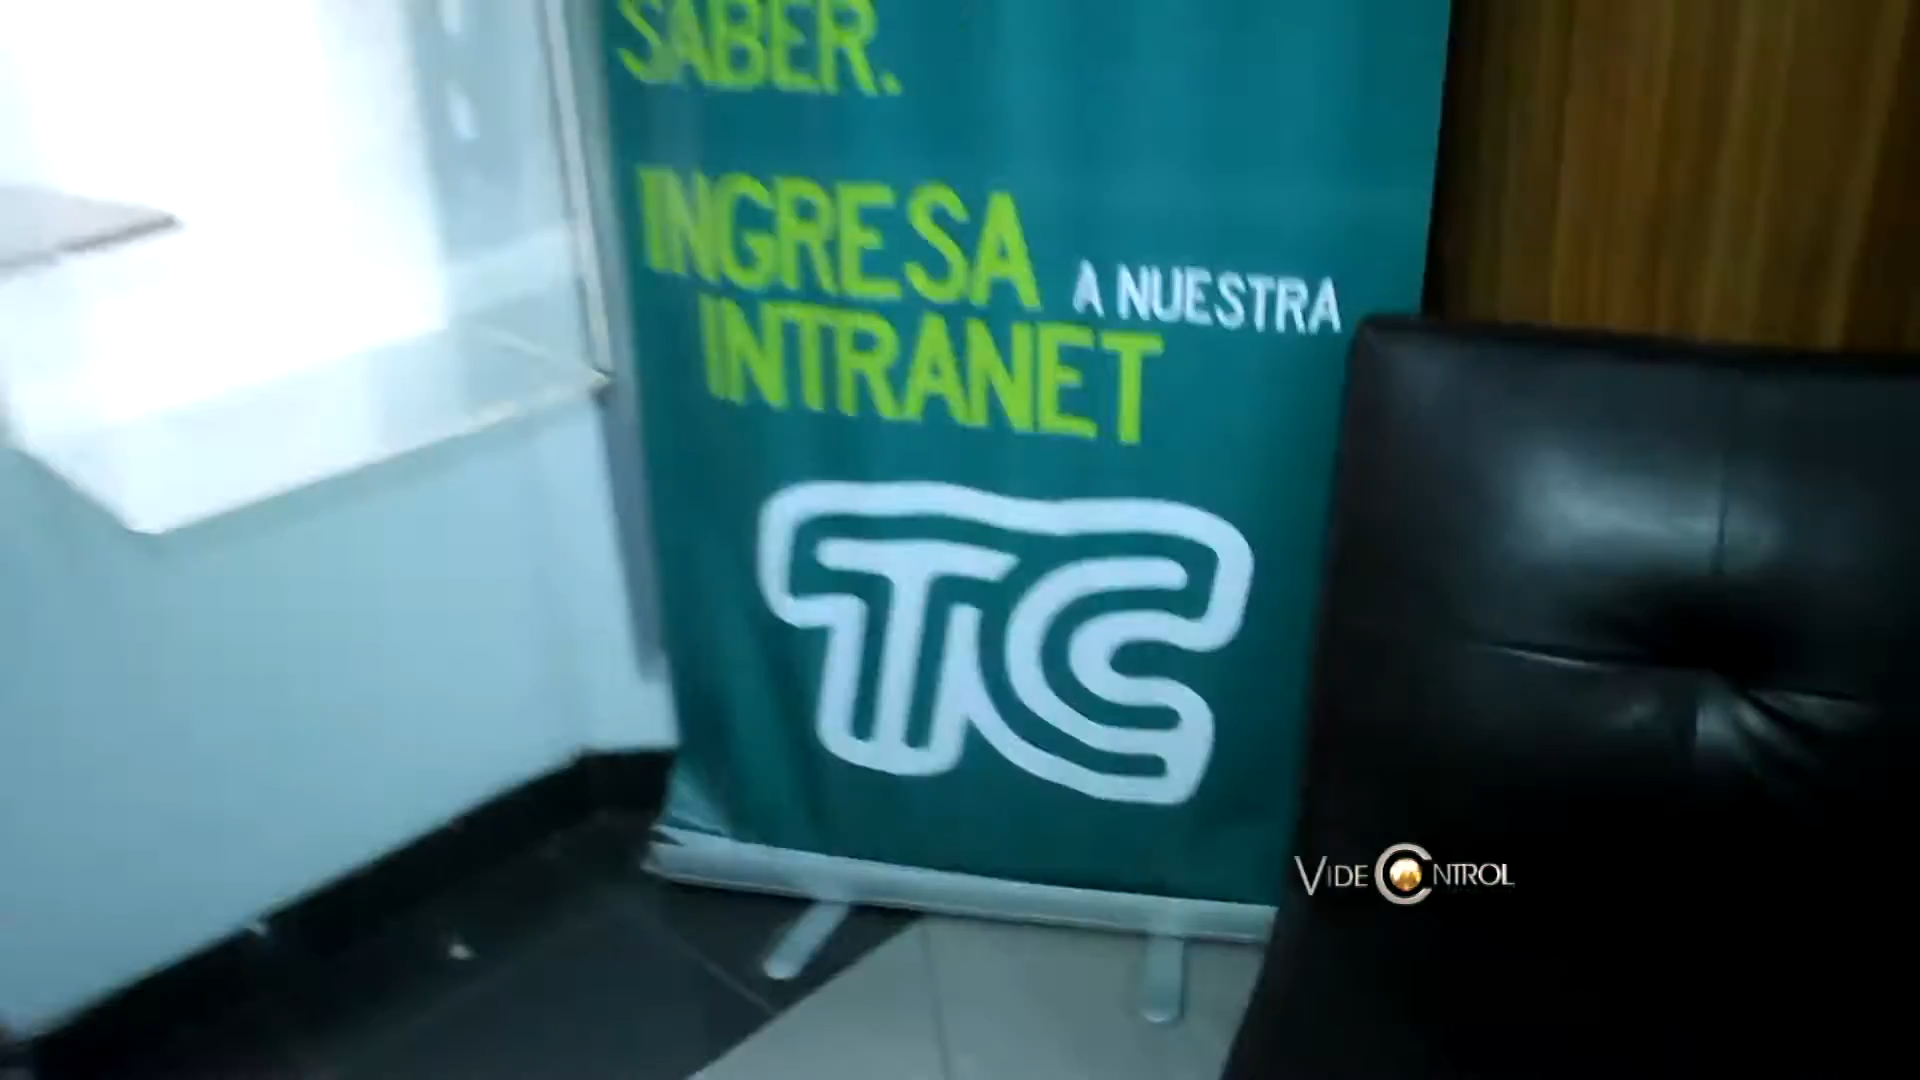 SABER.
INGRESA A NUESTRA
INTRANET
TC
VIDEOCONTROL